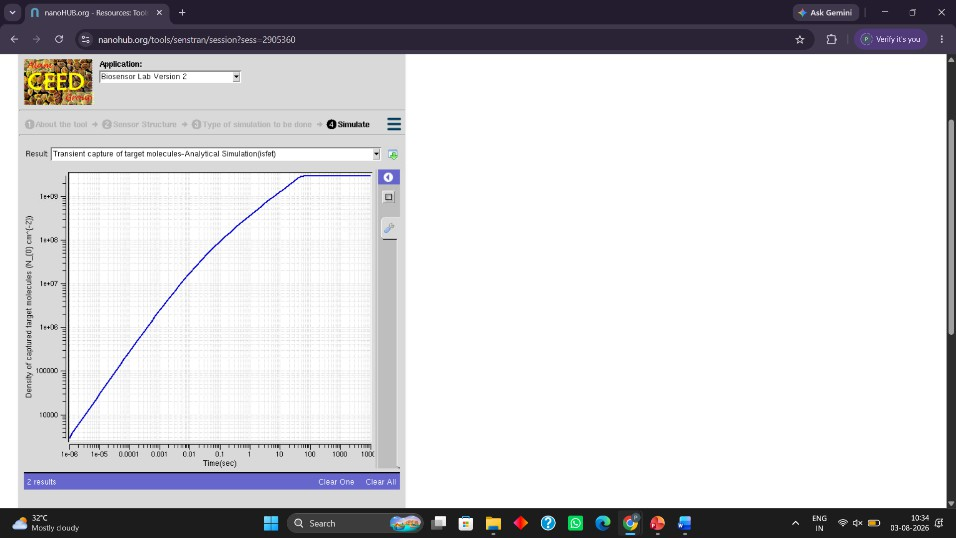 nanoHUB.org - Resources: Tool
Ask Gemini
nanohub.org/tools/senstran/session?sess=2905360
Verify it's you
CEED
Application:
Biosensor Lab Version 2
1 About the tool → 2 Sensor Structure → 3 Type of simulation to be done → 4 Simulate
Result: Transient capture of target molecules-Analytical Simulation(isfet)
Density of captured target molecules (N_{0} cm^{-2})
1e+09
1e+08
1e+07
1e+06
100000
10000
1e-06 1e-05 0.0001 0.001 0.01 0.1 1 10 100 1000
Time(sec)
2 results Clear One Clear All
32°C
Mostly cloudy
Search
ENG
IN
10:34
03-08-2026